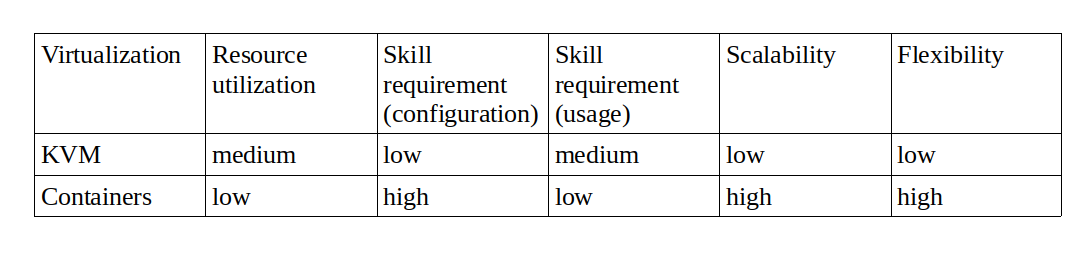 Virtualization Resource utilization Skill requirement (configuration) Skill requirement (usage) Scalability Flexibility
KVM medium low medium low low
Containers low high low high high